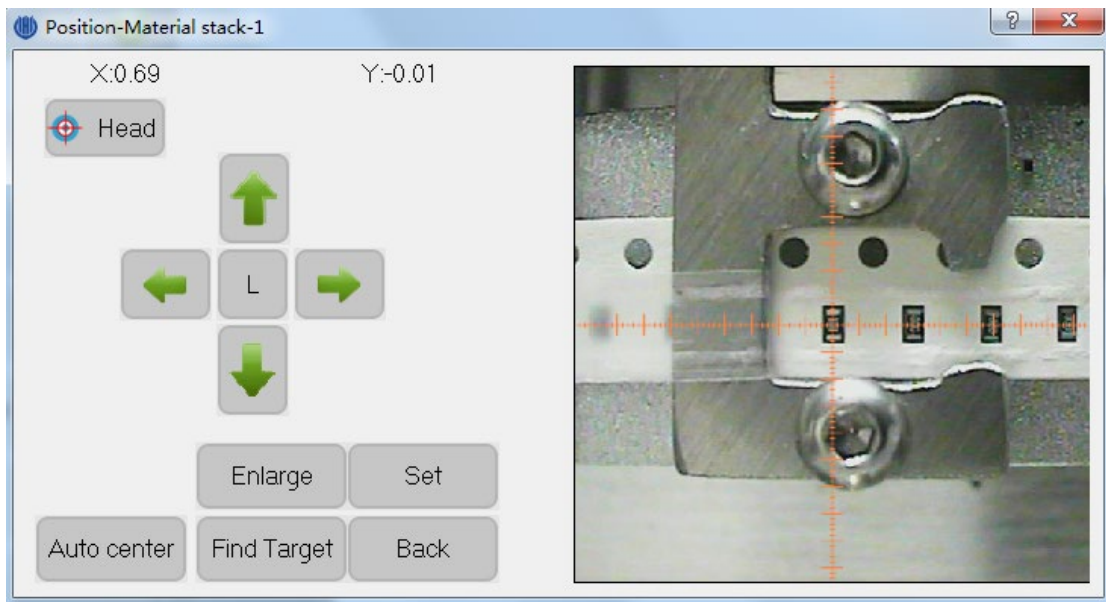 Position-Material stack-1
X:0.69 Y:-0.01
Head
L
Enlarge Set
Auto center Find Target Back